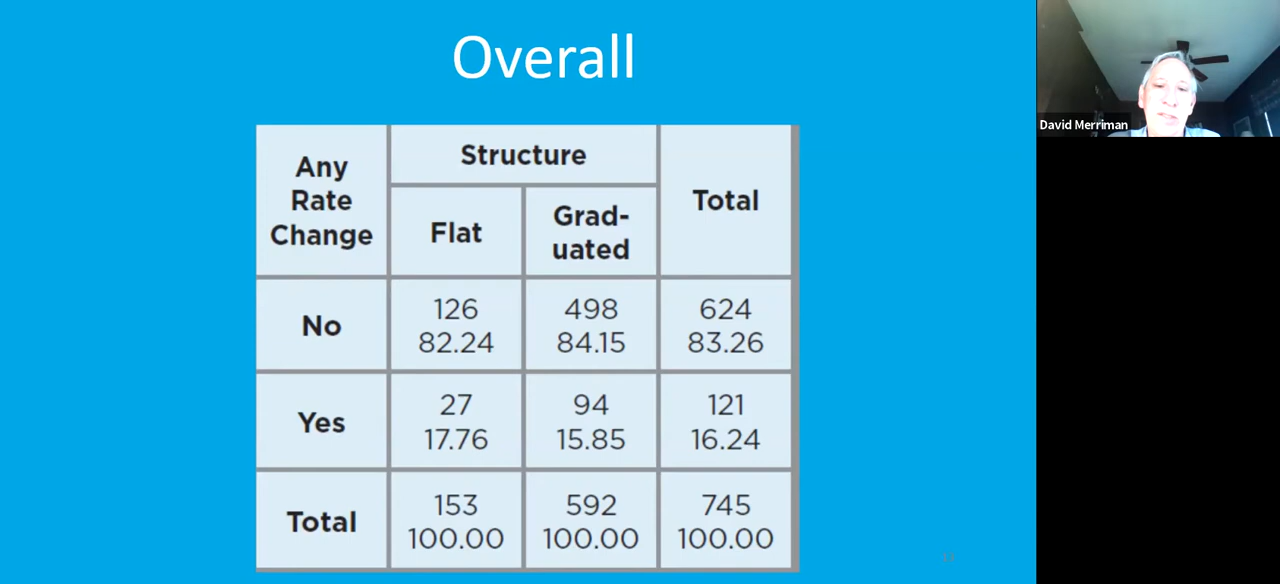 Overall
David Merriman
Any
Rate
Change
Structure
Total
Flat
Grad-
uated
No
126
82.24
498
84.15
624
83.26
Yes
27
17.76
94
15.85
121
16.24
Total
153
100.00
592
100.00
745
100.00